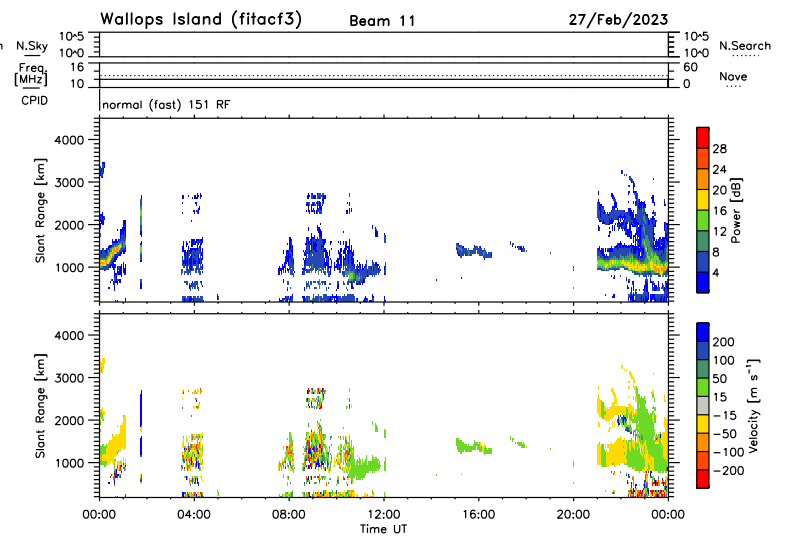 Wallops Island (fitacf3) Beam 11 27/Feb/2023
n N.Sky 10^5 10^0 10^5 10^0 N.Search
Freq. [MHz] 16 10 60 0 Nave
CPID normal (fast) 151 RF
Slant Range [km]
4000
3000
2000
1000
28
24
20
16
12
8
4
Power [dB]
Slant Range [km]
4000
3000
2000
1000
200
100
50
15
-15
-50
-100
-200
Velocity [m s⁻¹]
00:00 04:00 08:00 12:00 16:00 20:00 00:00
Time UT